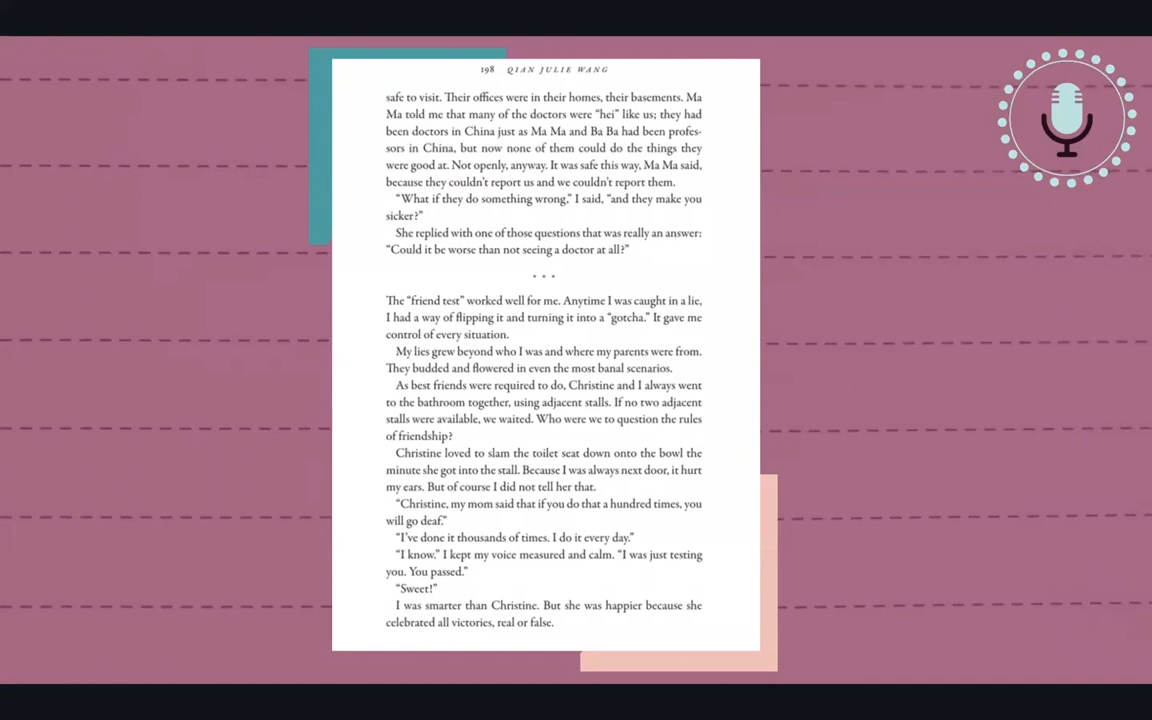 198 QIAN JULIE WANG
safe to visit. Their offices were in their homes, their basements. Ma
Ma told me that many of the doctors were “hei” like us; they had
been doctors in China just as Ma Ma and Ba Ba had been profes-
sors in China, but now none of them could do the things they
were good at. Not openly, anyway. It was safe this way, Ma Ma said,
because they couldn’t report us and we couldn’t report them.
“What if they do something wrong,” I said, “and they make you
sicker?”
She replied with one of those questions that was really an answer:
“Could it be worse than not seeing a doctor at all?”
• • •
The “friend test” worked well for me. Anytime I was caught in a lie,
I had a way of flipping it and turning it into a “gotcha.” It gave me
control of every situation.
My lies grew beyond who I was and where my parents were from.
They budded and flowered in even the most banal scenarios.
As best friends were required to do, Christine and I always went
to the bathroom together, using adjacent stalls. If no two adjacent
stalls were available, we waited. Who were we to question the rules
of friendship?
Christine loved to slam the toilet seat down onto the bowl the
minute she got into the stall. Because I was always next door, it hurt
my ears. But of course I did not tell her that.
“Christine, my mom said that if you do that a hundred times, you
will go deaf.”
“I’ve done it thousands of times. I do it every day.”
“I know.” I kept my voice measured and calm. “I was just testing
you. You passed.”
“Sweet!”
I was smarter than Christine. But she was happier because she
celebrated all victories, real or false.